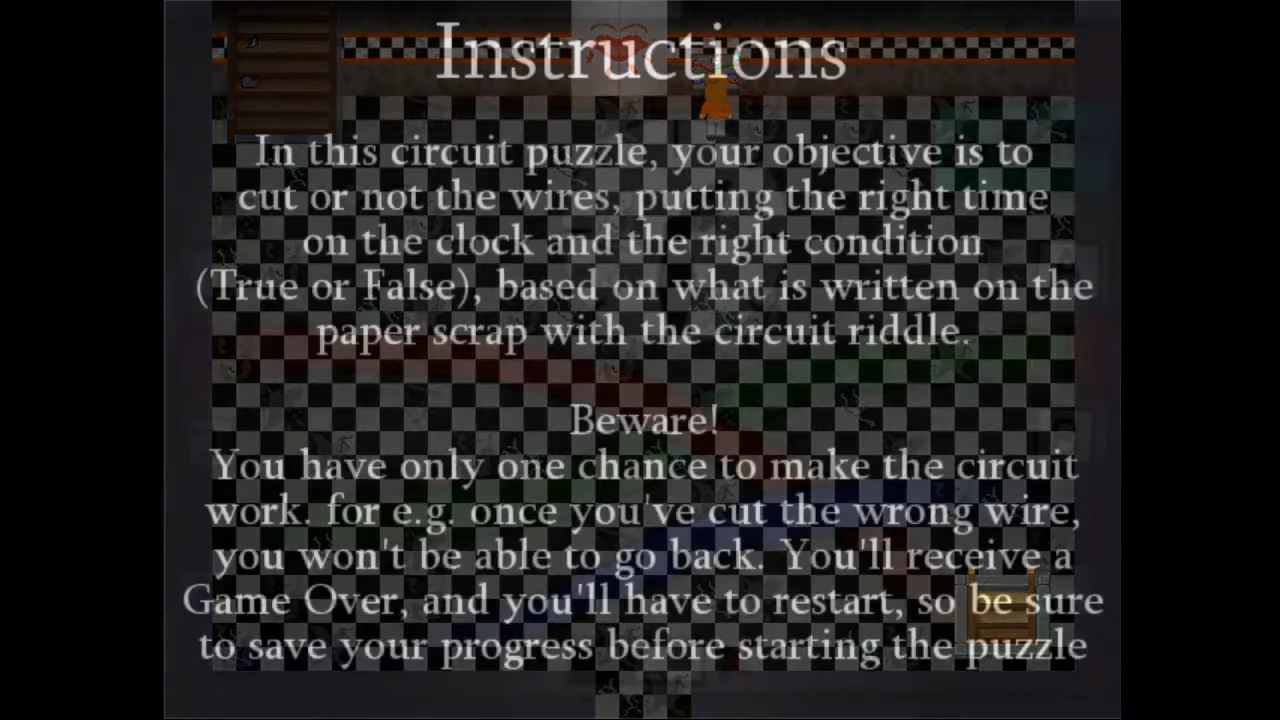 Instructions
In this circuit puzzle, your objective is to
cut or not the wires, putting the right time
on the clock and the right condition
(True or False), based on what is written on the
paper scrap with the circuit riddle.
Beware!
You have only one chance to make the circuit
work. for e.g. once you've cut the wrong wire,
you won't be able to go back. You'll receive a
Game Over, and you'll have to restart, so be sure
to save your progress before starting the puzzle